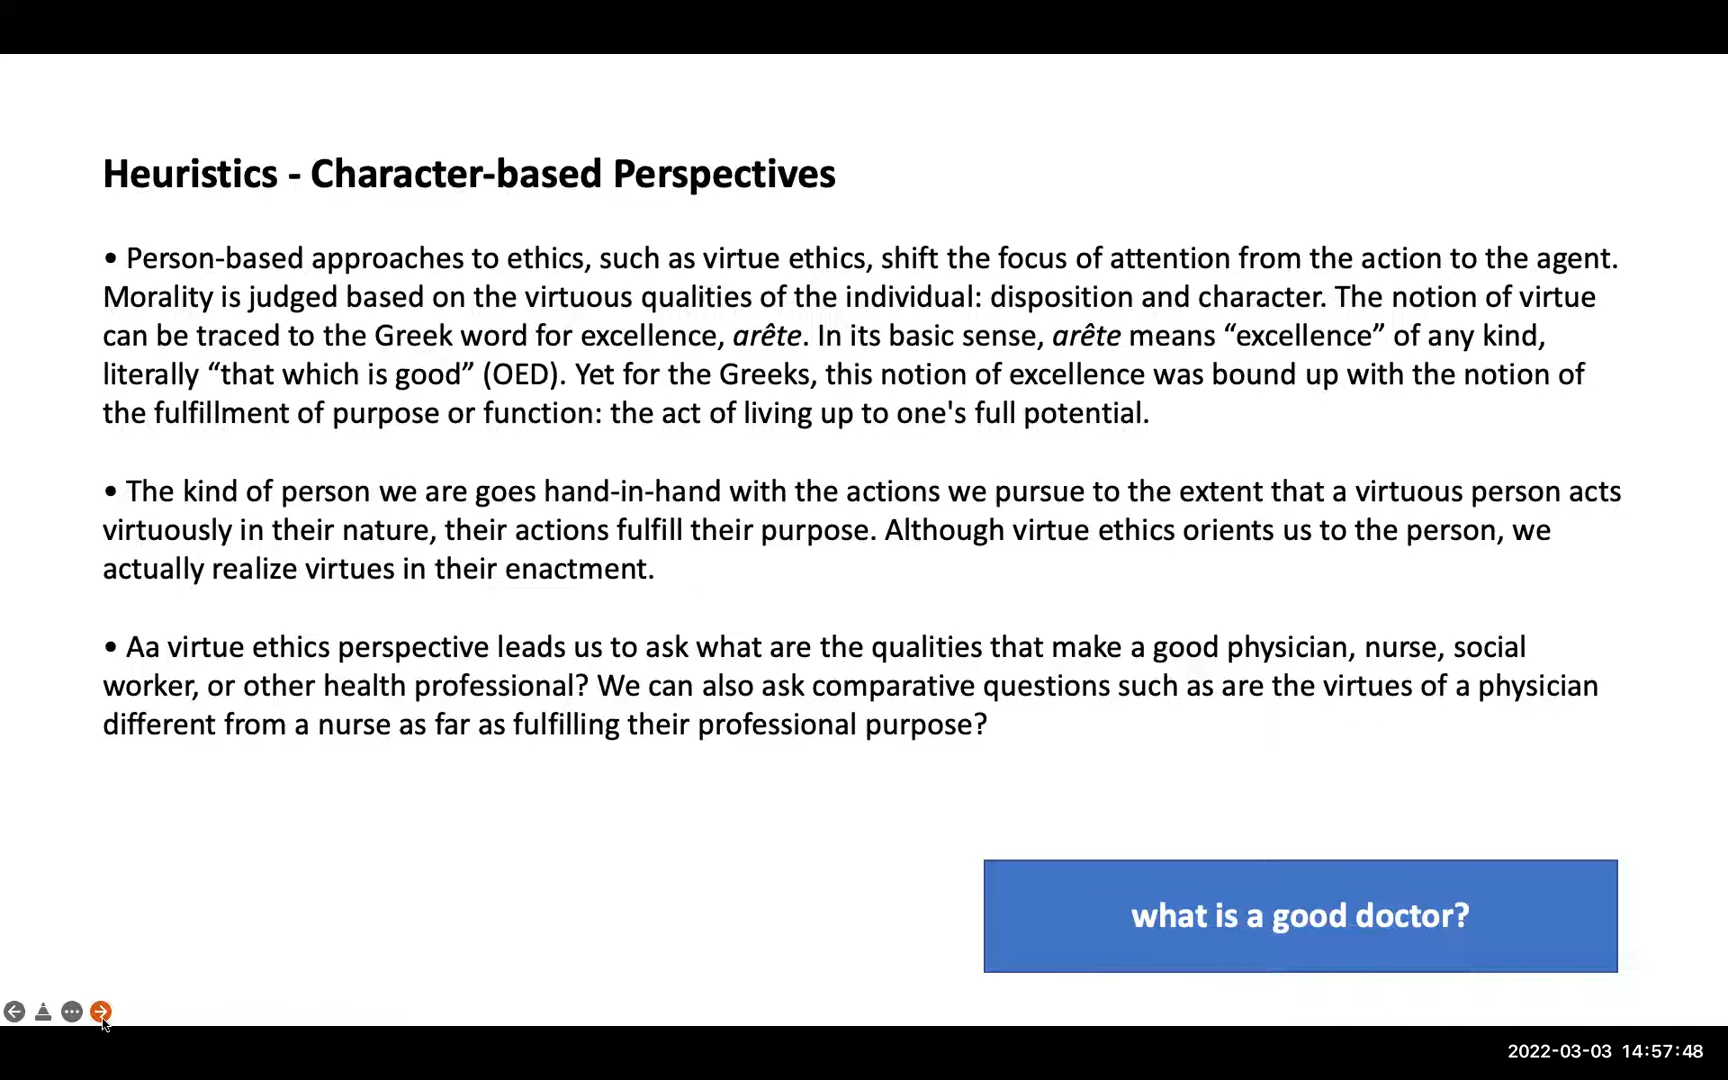 Heuristics - Character-based Perspectives
• Person-based approaches to ethics, such as virtue ethics, shift the focus of attention from the action to the agent.
Morality is judged based on the virtuous qualities of the individual: disposition and character. The notion of virtue
can be traced to the Greek word for excellence, arête. In its basic sense, arête means “excellence” of any kind,
literally “that which is good” (OED). Yet for the Greeks, this notion of excellence was bound up with the notion of
the fulfillment of purpose or function: the act of living up to one's full potential.
• The kind of person we are goes hand-in-hand with the actions we pursue to the extent that a virtuous person acts
virtuously in their nature, their actions fulfill their purpose. Although virtue ethics orients us to the person, we
actually realize virtues in their enactment.
• Aa virtue ethics perspective leads us to ask what are the qualities that make a good physician, nurse, social
worker, or other health professional? We can also ask comparative questions such as are the virtues of a physician
different from a nurse as far as fulfilling their professional purpose?
what is a good doctor?
2022-03-03 14:57:48